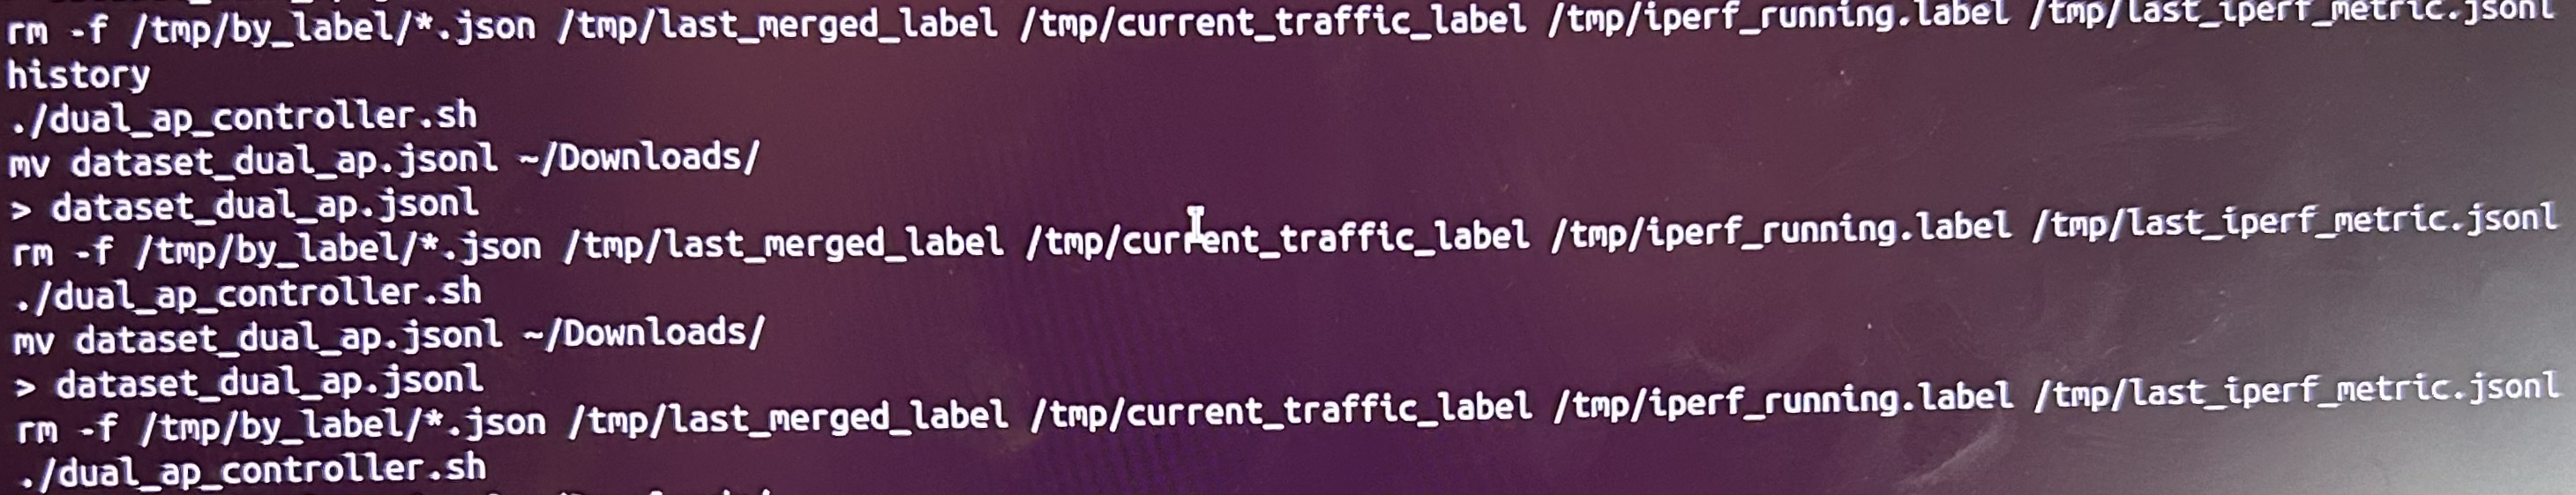 rm -f /tmp/by_label/*.json /tmp/last_merged_label /tmp/current_traffic_label /tmp/iperf_running.label /tmp/last_iperf_metric.jsonl
history
./dual_ap_controller.sh
mv dataset_dual_ap.jsonl ~/Downloads/
> dataset_dual_ap.jsonl
rm -f /tmp/by_label/*.json /tmp/last_merged_label /tmp/current_traffic_label /tmp/iperf_running.label /tmp/last_iperf_metric.jsonl
./dual_ap_controller.sh
mv dataset_dual_ap.jsonl ~/Downloads/
> dataset_dual_ap.jsonl
rm -f /tmp/by_label/*.json /tmp/last_merged_label /tmp/current_traffic_label /tmp/iperf_running.label /tmp/last_iperf_metric.jsonl
./dual_ap_controller.sh